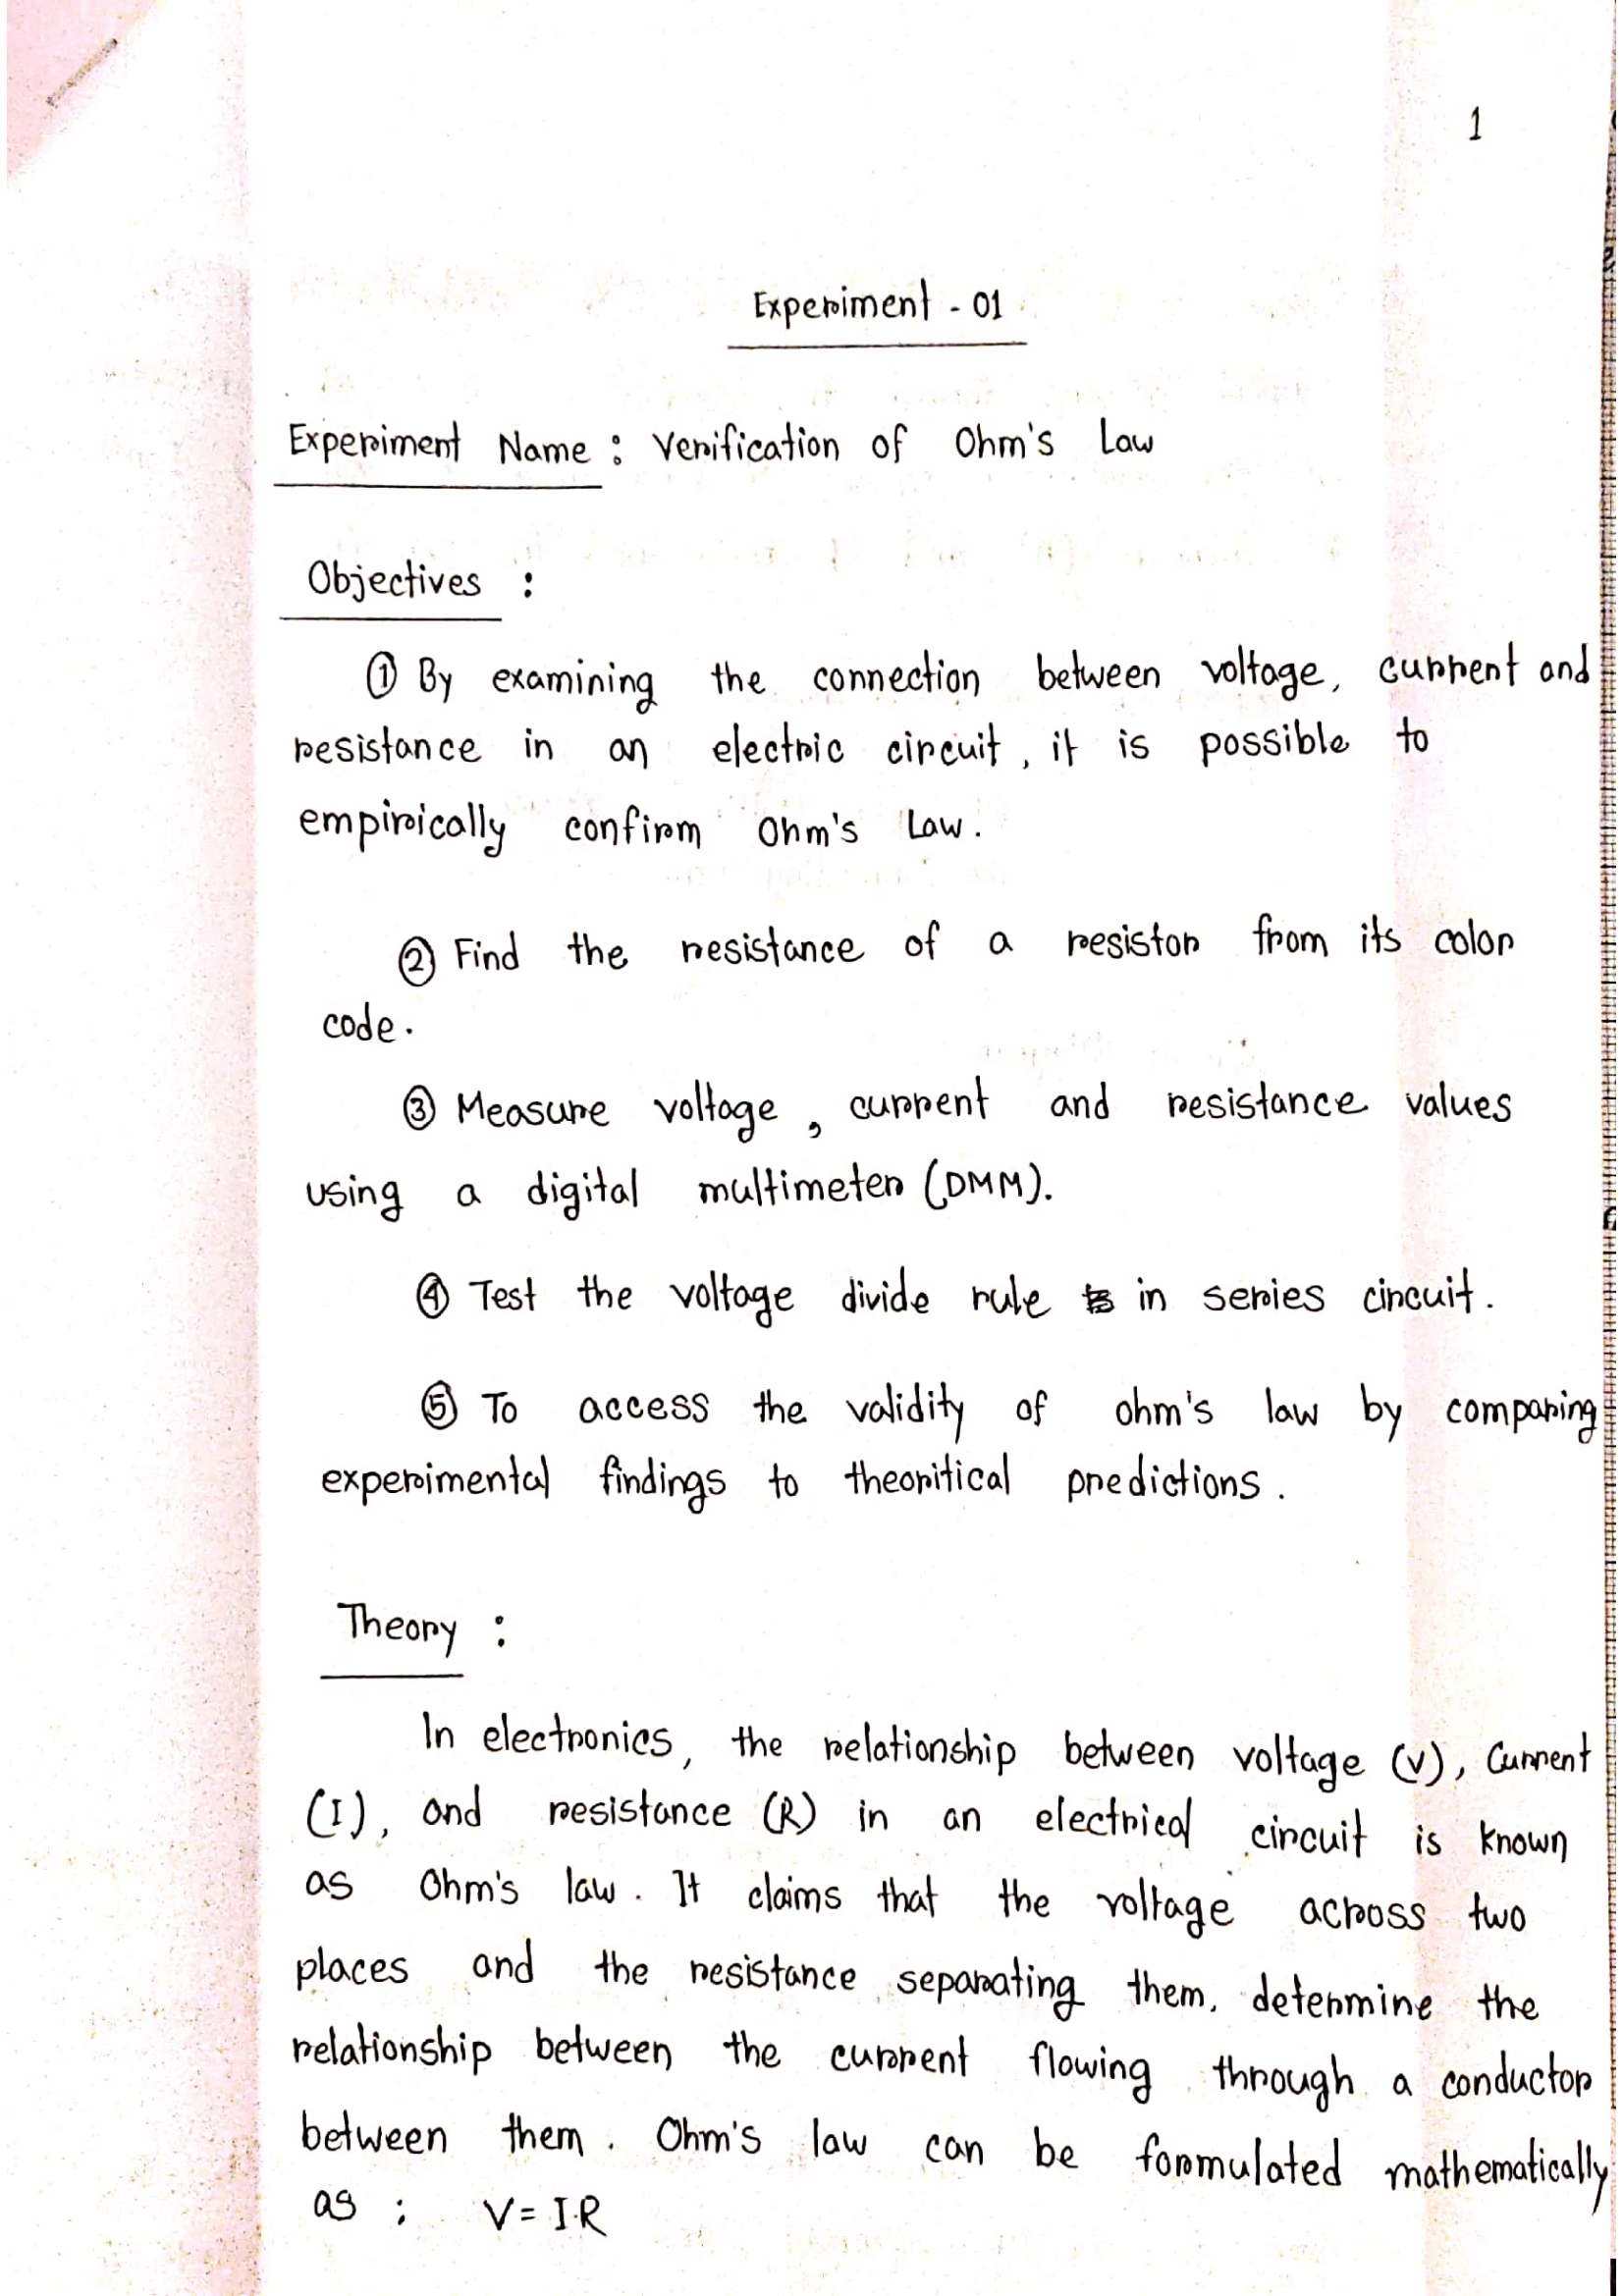 1
Experiment - 01
Experiment Name : Verification of Ohm's Law
Objectives :
① By examining the connection between voltage, current and
resistance in an electric circuit, it is possible to
empirically confirm Ohm's Law.
② Find the resistance of a resistor from its color
code.
③ Measure voltage, current and resistance values
using a digital multimeter (DMM).
④ Test the voltage divide rule in series circuit.
⑤ To access the validity of ohm's law by comparing
experimental findings to theoritical predictions.
Theory :
In electronics, the relationship between voltage (V), Current
(I), and resistance (R) in an electrical circuit is known
as Ohm's law. It claims that the voltage across two
places and the resistance separating them, determine the
relationship between the current flowing through a conductor
between them. Ohm's law can be formulated mathematically
as : V = I.R